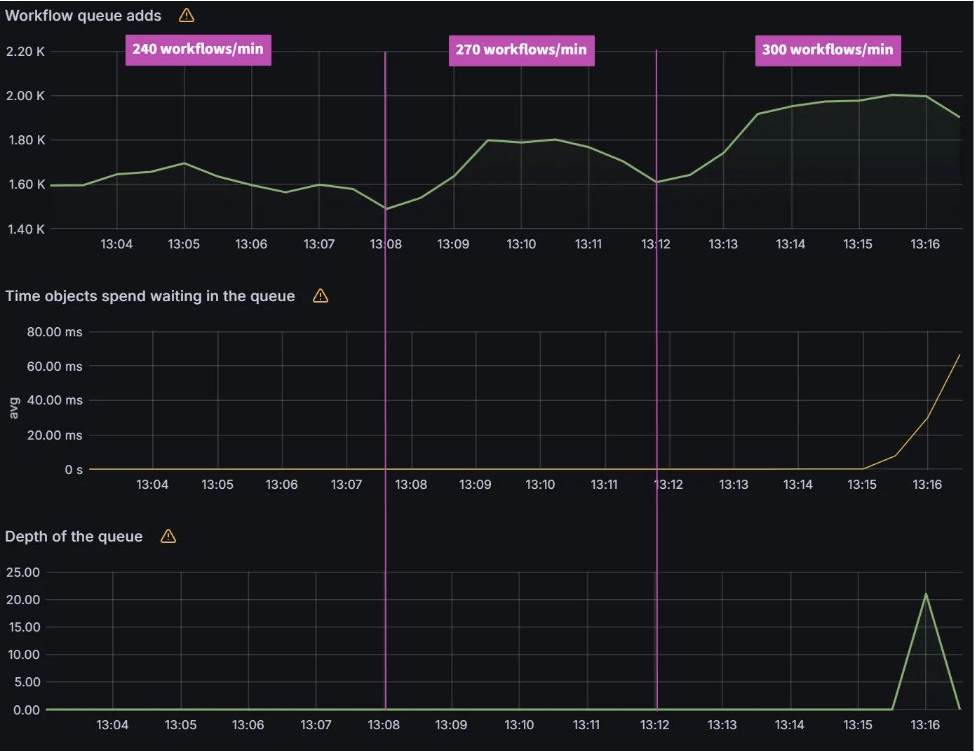 Workflow queue adds
240 workflows/min
270 workflows/min
300 workflows/min
2.20 K
2.00 K
1.80 K
1.60 K
1.40 K
13:04 13:05 13:06 13:07 13:08 13:09 13:10 13:11 13:12 13:13 13:14 13:15 13:16
Time objects spend waiting in the queue
avg
80.00 ms
60.00 ms
40.00 ms
20.00 ms
0 s
13:04 13:05 13:06 13:07 13:08 13:09 13:10 13:11 13:12 13:13 13:14 13:15 13:16
Depth of the queue
25.00
20.00
15.00
10.00
5.00
0.00
13:04 13:05 13:06 13:07 13:08 13:09 13:10 13:11 13:12 13:13 13:14 13:15 13:16